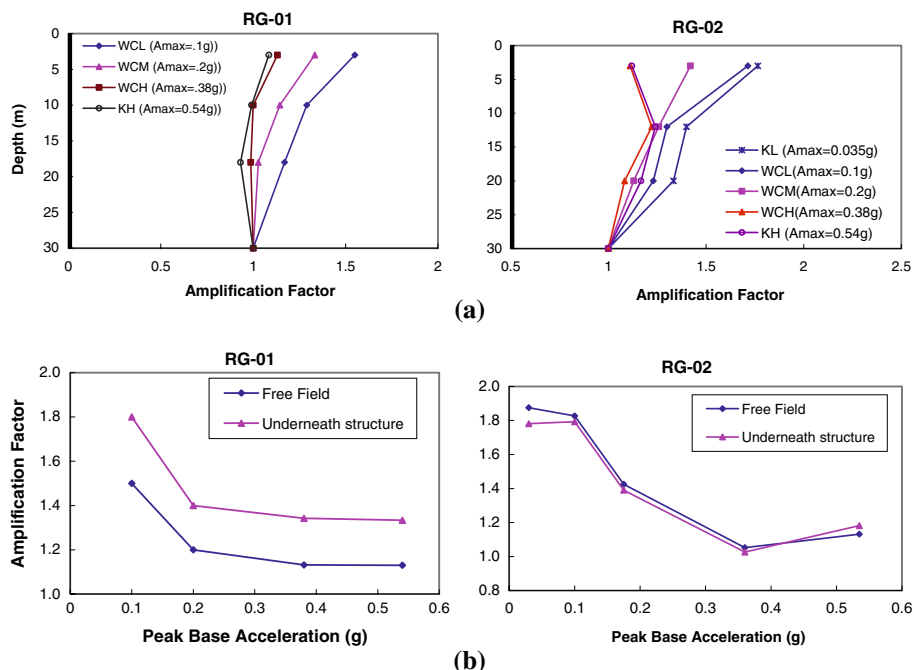 RG-01
0
5
10
15
20
25
30
Depth (m)
WCL (Amax=.1g))
WCM (Amax=.2g))
WCH (Amax=.38g))
KH (Amax=0.54g))
0
0.5
1
1.5
2
Amplification Factor
RG-02
0
5
10
15
20
25
30
KL (Amax=0.035g)
WCL(Amax=0.1g)
WCM(Amax=0.2g)
WCH(Amax=0.38g)
KH (Amax=0.54g)
0.5
1
1.5
2
2.5
Amplification Factor
(a)
RG-01
2.0
1.8
1.6
1.4
1.2
1.0
Amplification Factor
Free Field
Underneath structure
0
0.1
0.2
0.3
0.4
0.5
0.6
Peak Base Acceleration (g)
RG-02
2.0
1.8
1.6
1.4
1.2
1.0
0.8
Free Field
Underneath structure
0
0.1
0.2
0.3
0.4
0.5
0.6
Peak Base Acceleration (g)
(b)